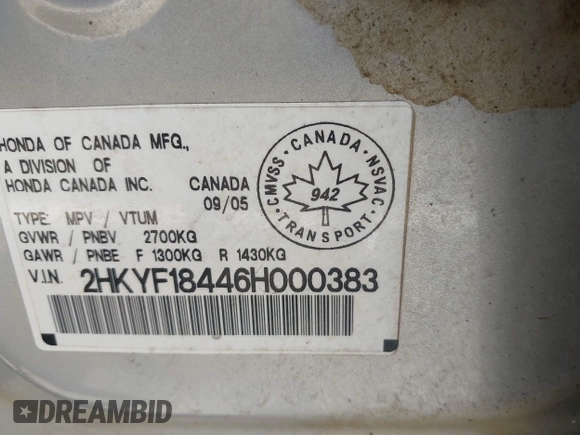 HONDA OF CANADA MFG.,
A DIVISION OF
HONDA CANADA INC. CANADA
09/05
TYPE: MPV / VTUM
GVWR / PNBV 2700KG
GAWR / PNBE F 1300KG R 1430KG
V.I.N. 2HKYF18446H000383
CMVSS · CANADA · NSVAC
942
TRANSPORT
DREAMBID